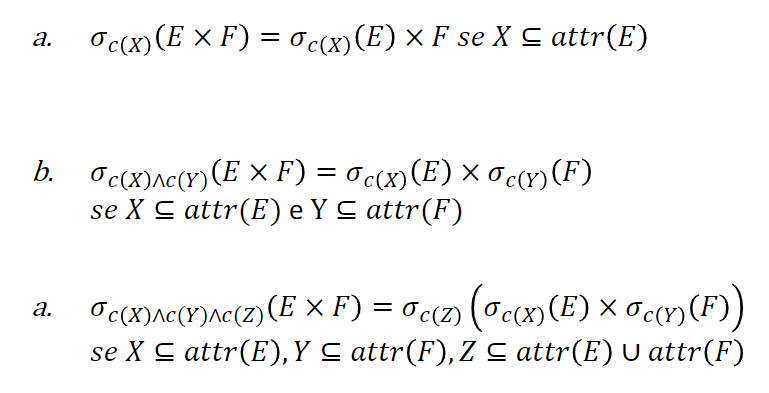 a. σ_{c(X)}(E × F) = σ_{c(X)}(E) × F se X ⊆ attr(E)
b. σ_{c(X)∧c(Y)}(E × F) = σ_{c(X)}(E) × σ_{c(Y)}(F)
se X ⊆ attr(E) e Y ⊆ attr(F)
a. σ_{c(X)∧c(Y)∧c(Z)}(E × F) = σ_{c(Z)}(σ_{c(X)}(E) × σ_{c(Y)}(F))
se X ⊆ attr(E), Y ⊆ attr(F), Z ⊆ attr(E) ∪ attr(F)